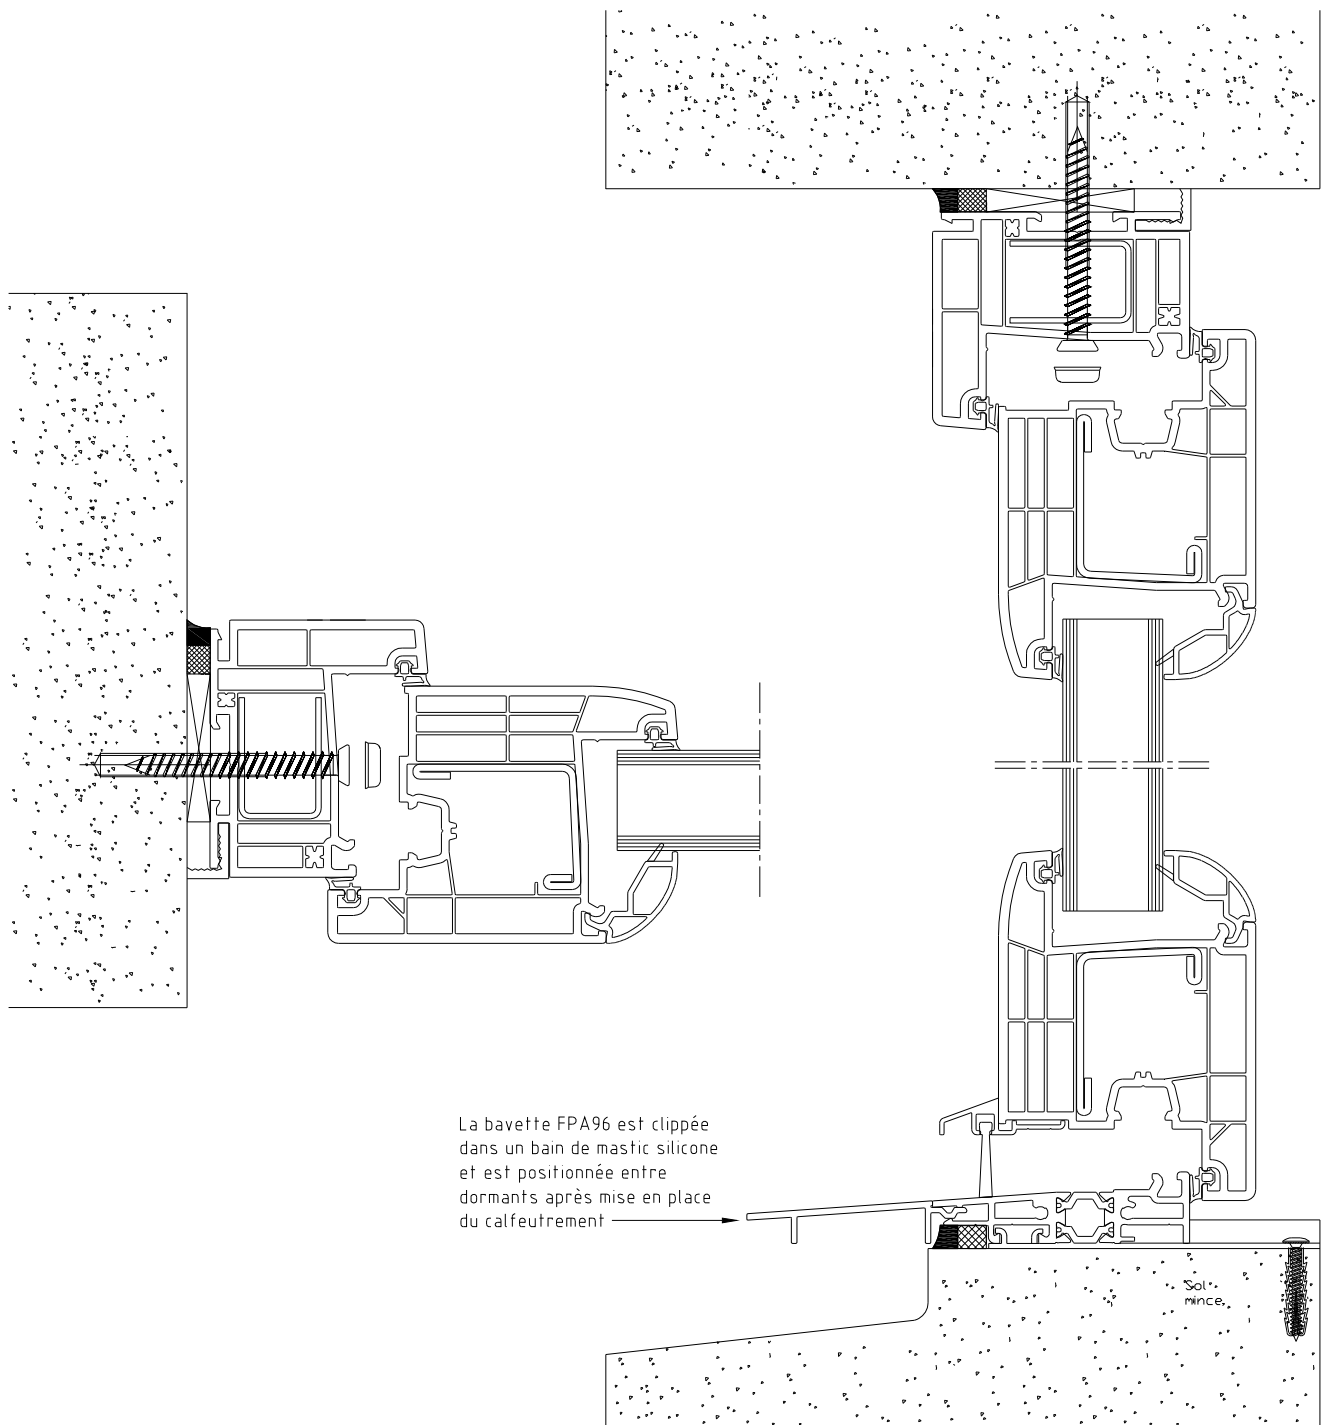 La bavette FPA96 est clippée
dans un bain de mastic silicone
et est positionnée entre
dormants après mise en place
du calfeutrement
Sol
mince